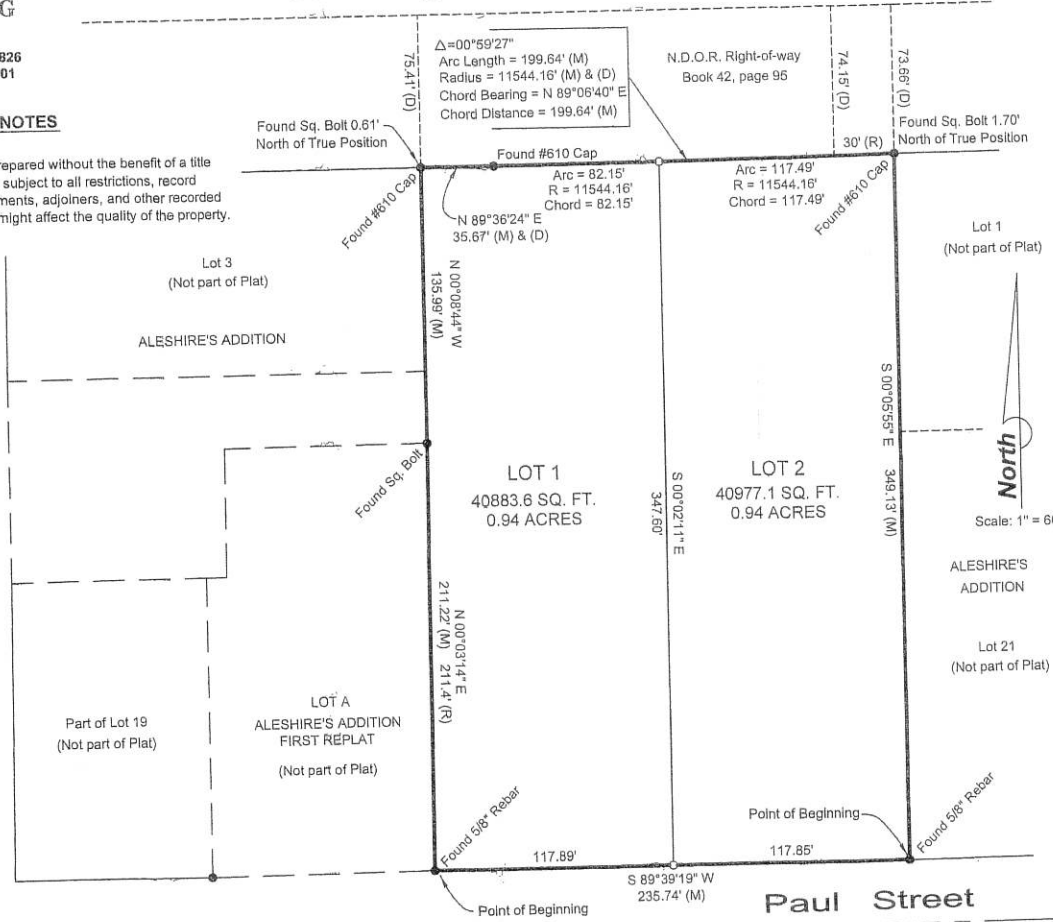 G
826
01
NOTES
epared without the benefit of a title
subject to all restrictions, record
ments, adjoiners, and other recorded
might affect the quality of the property.
75.41' (D)
Δ=00°59'27"
Arc Length = 199.64' (M)
Radius = 11544.16' (M) & (D)
Chord Bearing = N 89°06'40" E
Chord Distance = 199.64' (M)
N.D.O.R. Right-of-way
Book 42, page 95
74.15' (D)
73.66' (D)
Found Sq. Bolt 0.61'
North of True Position
Found Sq. Bolt 1.70'
North of True Position
30' (R)
Found #610 Cap
Found #610 Cap
Arc = 82.15'
R = 11544.16'
Chord = 82.15'
Arc = 117.49'
R = 11544.16'
Chord = 117.49'
Found #610 Cap
N 89°36'24" E
35.67' (M) & (D)
Lot 1
(Not part of Plat)
Lot 3
(Not part of Plat)
ALESHIRE'S ADDITION
N 00°08'44" W
135.99' (M)
S 00°05'55" E 349.13' (M)
North
Scale: 1" = 60
Found Sq. Bolt
LOT 1
40883.6 SQ. FT.
0.94 ACRES
S 00°02'11" E
347.60'
LOT 2
40977.1 SQ. FT.
0.94 ACRES
ALESHIRE'S
ADDITION
Lot 21
(Not part of Plat)
N 00°03'14" E
211.22' (M) 211.4' (R)
Part of Lot 19
(Not part of Plat)
LOT A
ALESHIRE'S ADDITION
FIRST REPLAT
(Not part of Plat)
Found 5/8" Rebar
Point of Beginning
Found 5/8" Rebar
117.89'
117.85'
S 89°39'19" W
235.74' (M)
Point of Beginning
Paul Street